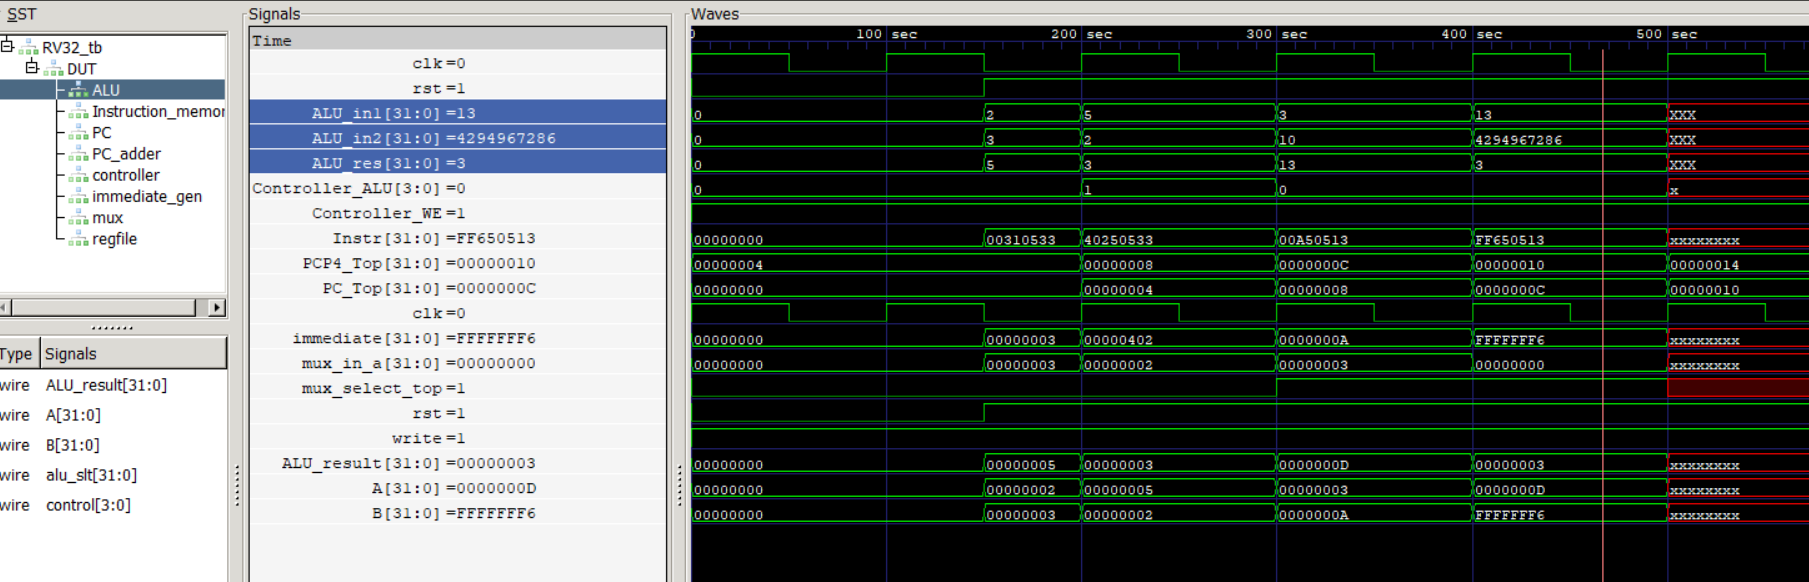 SST
RV32_tb
DUT
ALU
Instruction_memor
PC
PC_adder
controller
immediate_gen
mux
regfile
Type Signals
wire ALU_result[31:0]
wire A[31:0]
wire B[31:0]
wire alu_slt[31:0]
wire control[3:0]
Signals
Time
clk=0
rst=1
ALU_in1[31:0]=13
ALU_in2[31:0]=4294967286
ALU_res[31:0]=3
Controller_ALU[3:0]=0
Controller_WE=1
Instr[31:0]=FF650513
PCP4_Top[31:0]=00000010
PC_Top[31:0]=0000000C
clk=0
immediate[31:0]=FFFFFFF6
mux_in_a[31:0]=00000000
mux_select_top=1
rst=1
write=1
ALU_result[31:0]=00000003
A[31:0]=0000000D
B[31:0]=FFFFFFF6
Waves
0 100 sec 200 sec 300 sec 400 sec 500 sec
0 2 5 3 13 XXX
0 3 2 10 4294967286 XXX
0 5 3 13 3 XXX
0 1 0 x
00000000 00310533 40250533 00A50513 FF650513 xxxxxxxx
00000004 00000008 0000000C 00000010 00000014
00000000 00000004 00000008 0000000C 00000010
00000000 00000003 00000402 0000000A FFFFFFF6 xxxxxxxx
00000000 00000003 00000002 00000003 00000000 xxxxxxxx
00000000 00000005 00000003 0000000D 00000003 xxxxxxxx
00000000 00000002 00000005 00000003 0000000D xxxxxxxx
00000000 00000003 00000002 0000000A FFFFFFF6 xxxxxxxx